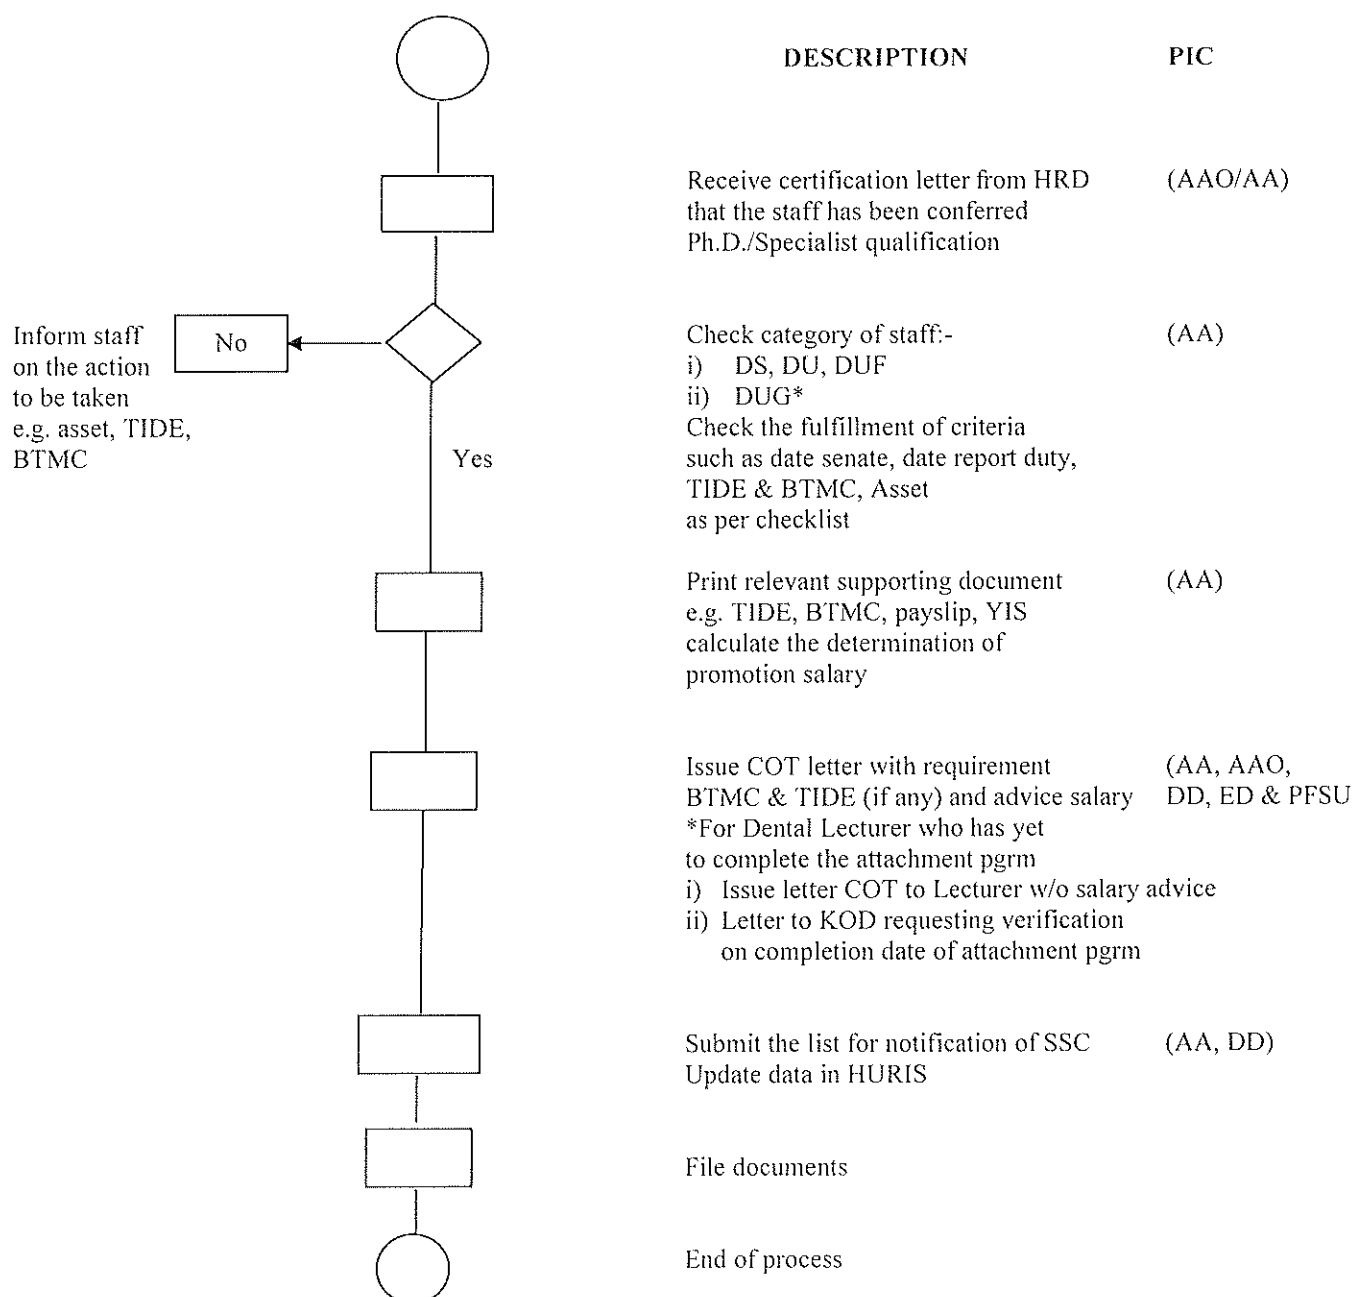 DESCRIPTION PIC
Receive certification letter from HRD (AAO/AA)
that the staff has been conferred
Ph.D./Specialist qualification
Inform staff
on the action
to be taken
e.g. asset, TIDE,
BTMC
No
Yes
Check category of staff:- (AA)
i) DS, DU, DUF
ii) DUG*
Check the fulfillment of criteria
such as date senate, date report duty,
TIDE & BTMC, Asset
as per checklist
Print relevant supporting document (AA)
e.g. TIDE, BTMC, payslip, YIS
calculate the determination of
promotion salary
Issue COT letter with requirement (AA, AAO,
BTMC & TIDE (if any) and advice salary DD, ED & PFSU
*For Dental Lecturer who has yet
to complete the attachment pgrm
i) Issue letter COT to Lecturer w/o salary advice
ii) Letter to KOD requesting verification
on completion date of attachment pgrm
Submit the list for notification of SSC (AA, DD)
Update data in HURIS
File documents
End of process